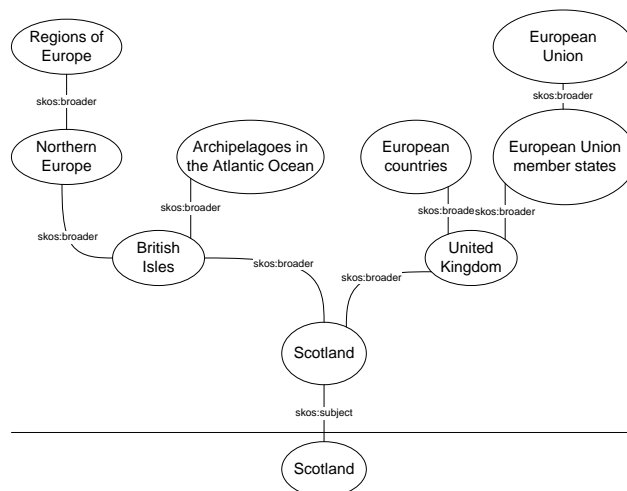 Regions of
Europe
European
Union
skos:broader
skos:broader
Northern
Europe
Archipelagoes in
the Atlantic Ocean
European
countries
European Union
member states
skos:broader
skos:broade
skos:broader
skos:broader
British
Isles
United
Kingdom
skos:broader
skos:broader
Scotland
skos:subject
Scotland